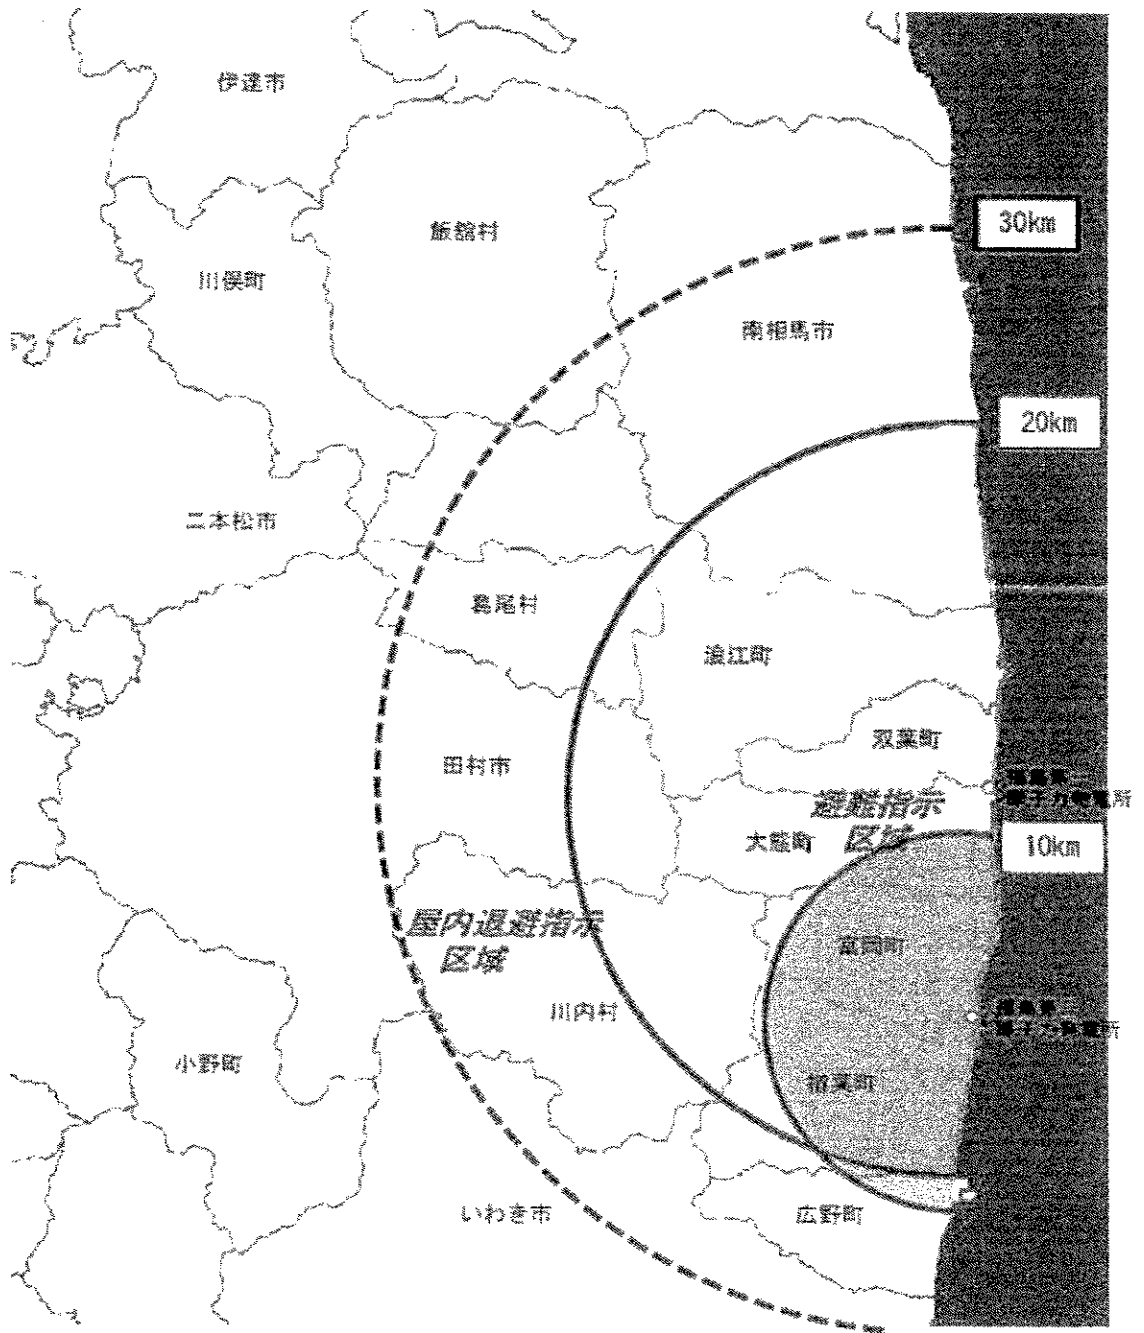 伊達市
飯舘村
30km
川俣町
南相馬市
20km
二本松市
葛尾村
浪江町
双葉町
田村市
福島第一
原子力発電所
避難指示
区域
大熊町
10km
屋内退避指示
区域
富岡町
川内村
福島第二
原子力発電所
小野町
楢葉町
いわき市
広野町